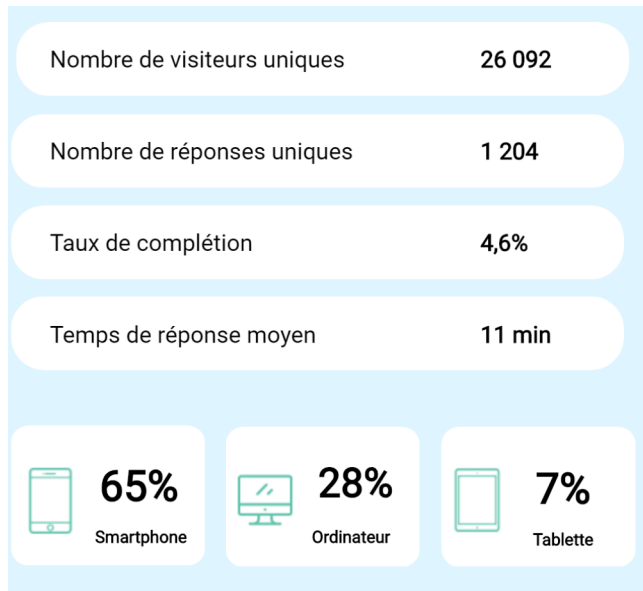 Nombre de visiteurs uniques 26 092
Nombre de réponses uniques 1 204
Taux de complétion 4,6%
Temps de réponse moyen 11 min
65%
Smartphone
28%
Ordinateur
7%
Tablette